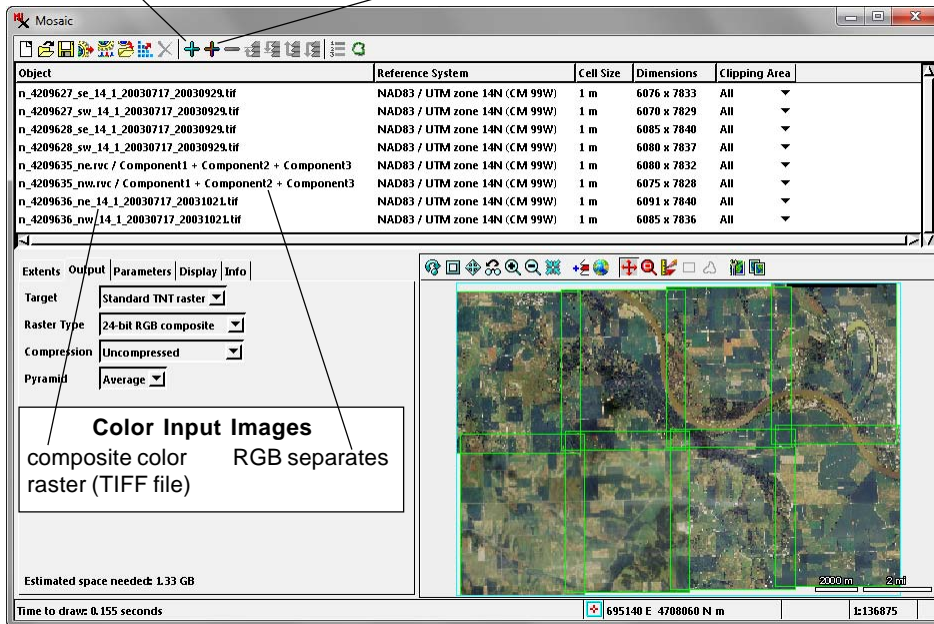 Mosaic
Object Reference System Cell Size Dimensions Clipping Area
n_4209627_se_14_1_20030717_20030929.tif NAD83 / UTM zone 14N (CM 99W) 1 m 6076 x 7833 All
n_4209627_sw_14_1_20030717_20030929.tif NAD83 / UTM zone 14N (CM 99W) 1 m 6070 x 7829 All
n_4209628_se_14_1_20030717_20030929.tif NAD83 / UTM zone 14N (CM 99W) 1 m 6085 x 7840 All
n_4209628_sw_14_1_20030717_20030929.tif NAD83 / UTM zone 14N (CM 99W) 1 m 6080 x 7837 All
n_4209635_ne.rvc / Component1 + Component2 + Component3 NAD83 / UTM zone 14N (CM 99W) 1 m 6080 x 7832 All
n_4209635_nw.rvc / Component1 + Component2 + Component3 NAD83 / UTM zone 14N (CM 99W) 1 m 6075 x 7828 All
n_4209636_ne_14_1_20030717_20031021.tif NAD83 / UTM zone 14N (CM 99W) 1 m 6091 x 7840 All
n_4209636_nw_14_1_20030717_20031021.tif NAD83 / UTM zone 14N (CM 99W) 1 m 6085 x 7836 All
Extents Output Parameters Display Info
Target Standard TNT raster
Raster Type 24-bit RGB composite
Compression Uncompressed
Pyramid Average
Color Input Images
composite color RGB separates
raster (TIFF file)
Estimated space needed: 1.33 GB
2000 m 2 mi
Time to draw: 0.155 seconds 695140 E 4708060 N m 1:136875